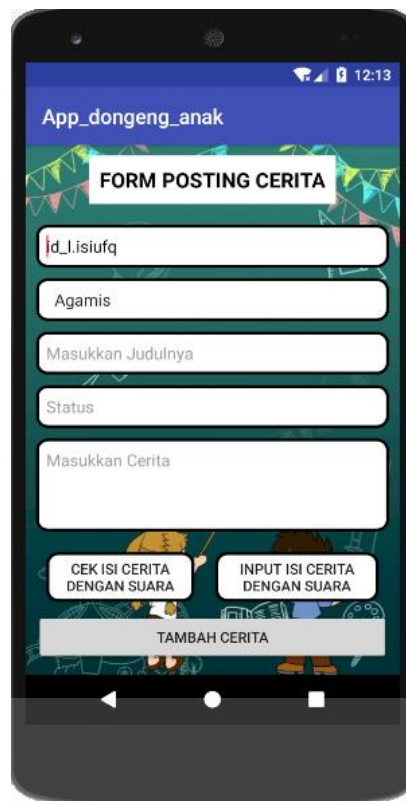 12:13
App_dongeng_anak
FORM POSTING CERITA
id_l.isiufq
Agamis
Masukkan Judulnya
Status
Masukkan Cerita
CEK ISI CERITA
DENGAN SUARA
INPUT ISI CERITA
DENGAN SUARA
TAMBAH CERITA